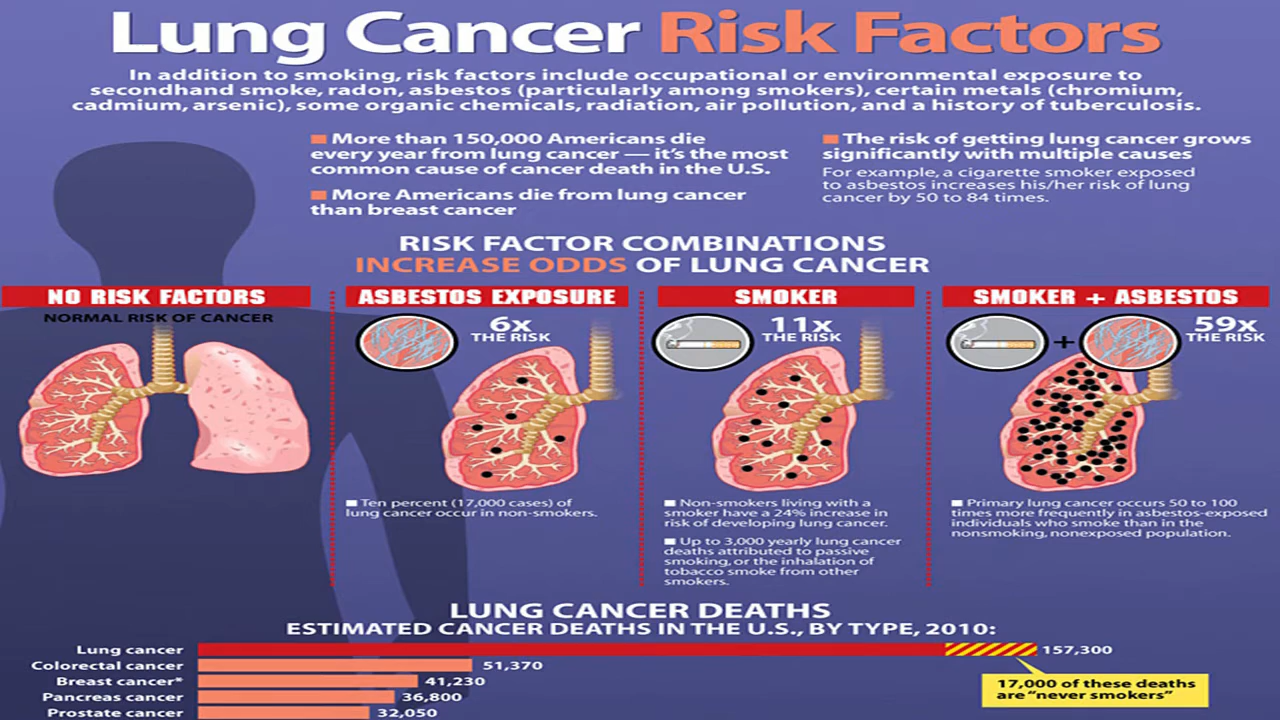 Lung Cancer Risk Factors
In addition to smoking, risk factors include occupational or environmental exposure to
secondhand smoke, radon, asbestos (particularly among smokers), certain metals (chromium,
cadmium, arsenic), some organic chemicals, radiation, air pollution, and a history of tuberculosis.
More than 150,000 Americans die
every year from lung cancer — it's the most
common cause of cancer death in the U.S.
More Americans die from lung cancer
than breast cancer
The risk of getting lung cancer grows
significantly with multiple causes
For example, a cigarette smoker exposed
to asbestos increases his/her risk of lung
cancer by 50 to 84 times.
RISK FACTOR COMBINATIONS
INCREASE ODDS OF LUNG CANCER
NO RISK FACTORS
NORMAL RISK OF CANCER
ASBESTOS EXPOSURE
6x
THE RISK
Ten percent (17,000 cases) of
lung cancer occur in non-smokers.
SMOKER
11x
THE RISK
Non-smokers living with a
smoker have a 24% increase in
risk of developing lung cancer.
Up to 3,000 yearly lung cancer
deaths attributed to passive
smoking, or the inhalation of
tobacco smoke from other
smokers.
SMOKER + ASBESTOS
+
59x
THE RISK
Primary lung cancer occurs 50 to 100
times more frequently in asbestos-exposed
individuals who smoke than in the
nonsmoking, nonexposed population.
LUNG CANCER DEATHS
ESTIMATED CANCER DEATHS IN THE U.S., BY TYPE, 2010:
Lung cancer 157,300
Colorectal cancer 51,370
Breast cancer* 41,230
Pancreas cancer 36,800
Prostate cancer 32,050
17,000 of these deaths
are "never smokers"